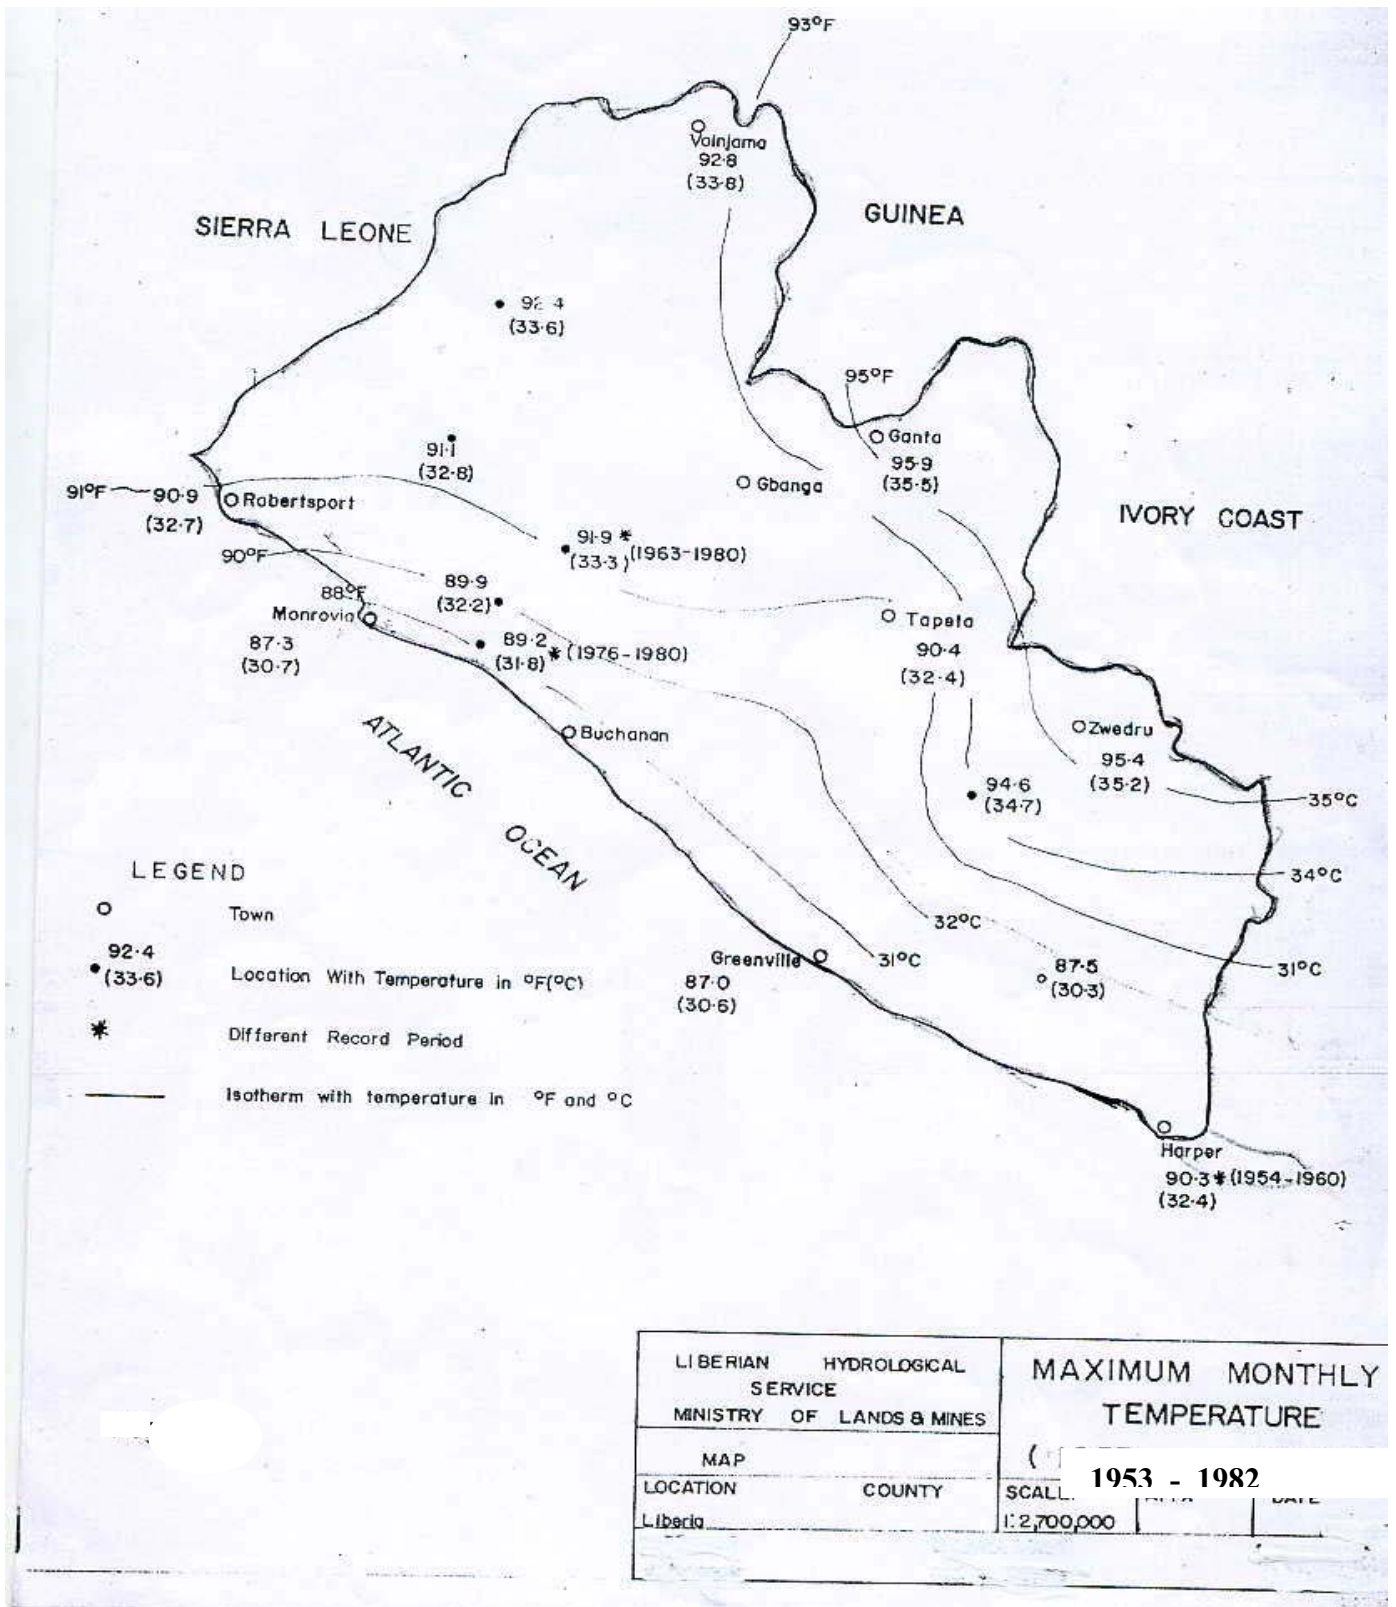 93°F
Voinjama
92·8
(33·8)
SIERRA LEONE
GUINEA
92·4
(33·6)
95°F
Ganta
95·9
(35·5)
91·1
(32·8)
Gbanga
91°F
90·9
(32·7)
Robertsport
IVORY COAST
91·9 * (1963-1980)
(33·3)
90°F
89·9
(32·2)
88°F
Monrovia
87·3
(30·7)
89·2
(31·8) * (1976-1980)
Tapeta
90·4
(32·4)
ATLANTIC
OCEAN
Buchanan
Zwedru
95·4
(35·2)
94·6
(34·7)
35°C
34°C
32°C
31°C
31°C
Greenville
87·0
(30·6)
87·5
(30·3)
Harper
90·3 * (1954-1960)
(32·4)
LEGEND
Town
92·4
(33·6)
Location With Temperature in °F(°C)
* Different Record Period
Isotherm with temperature in °F and °C
LIBERIAN HYDROLOGICAL
SERVICE
MINISTRY OF LANDS & MINES
MAP
LOCATION COUNTY
Liberia
MAXIMUM MONTHLY
TEMPERATURE
(
1953 - 1982
SCALE
1:2,700,000
DATE